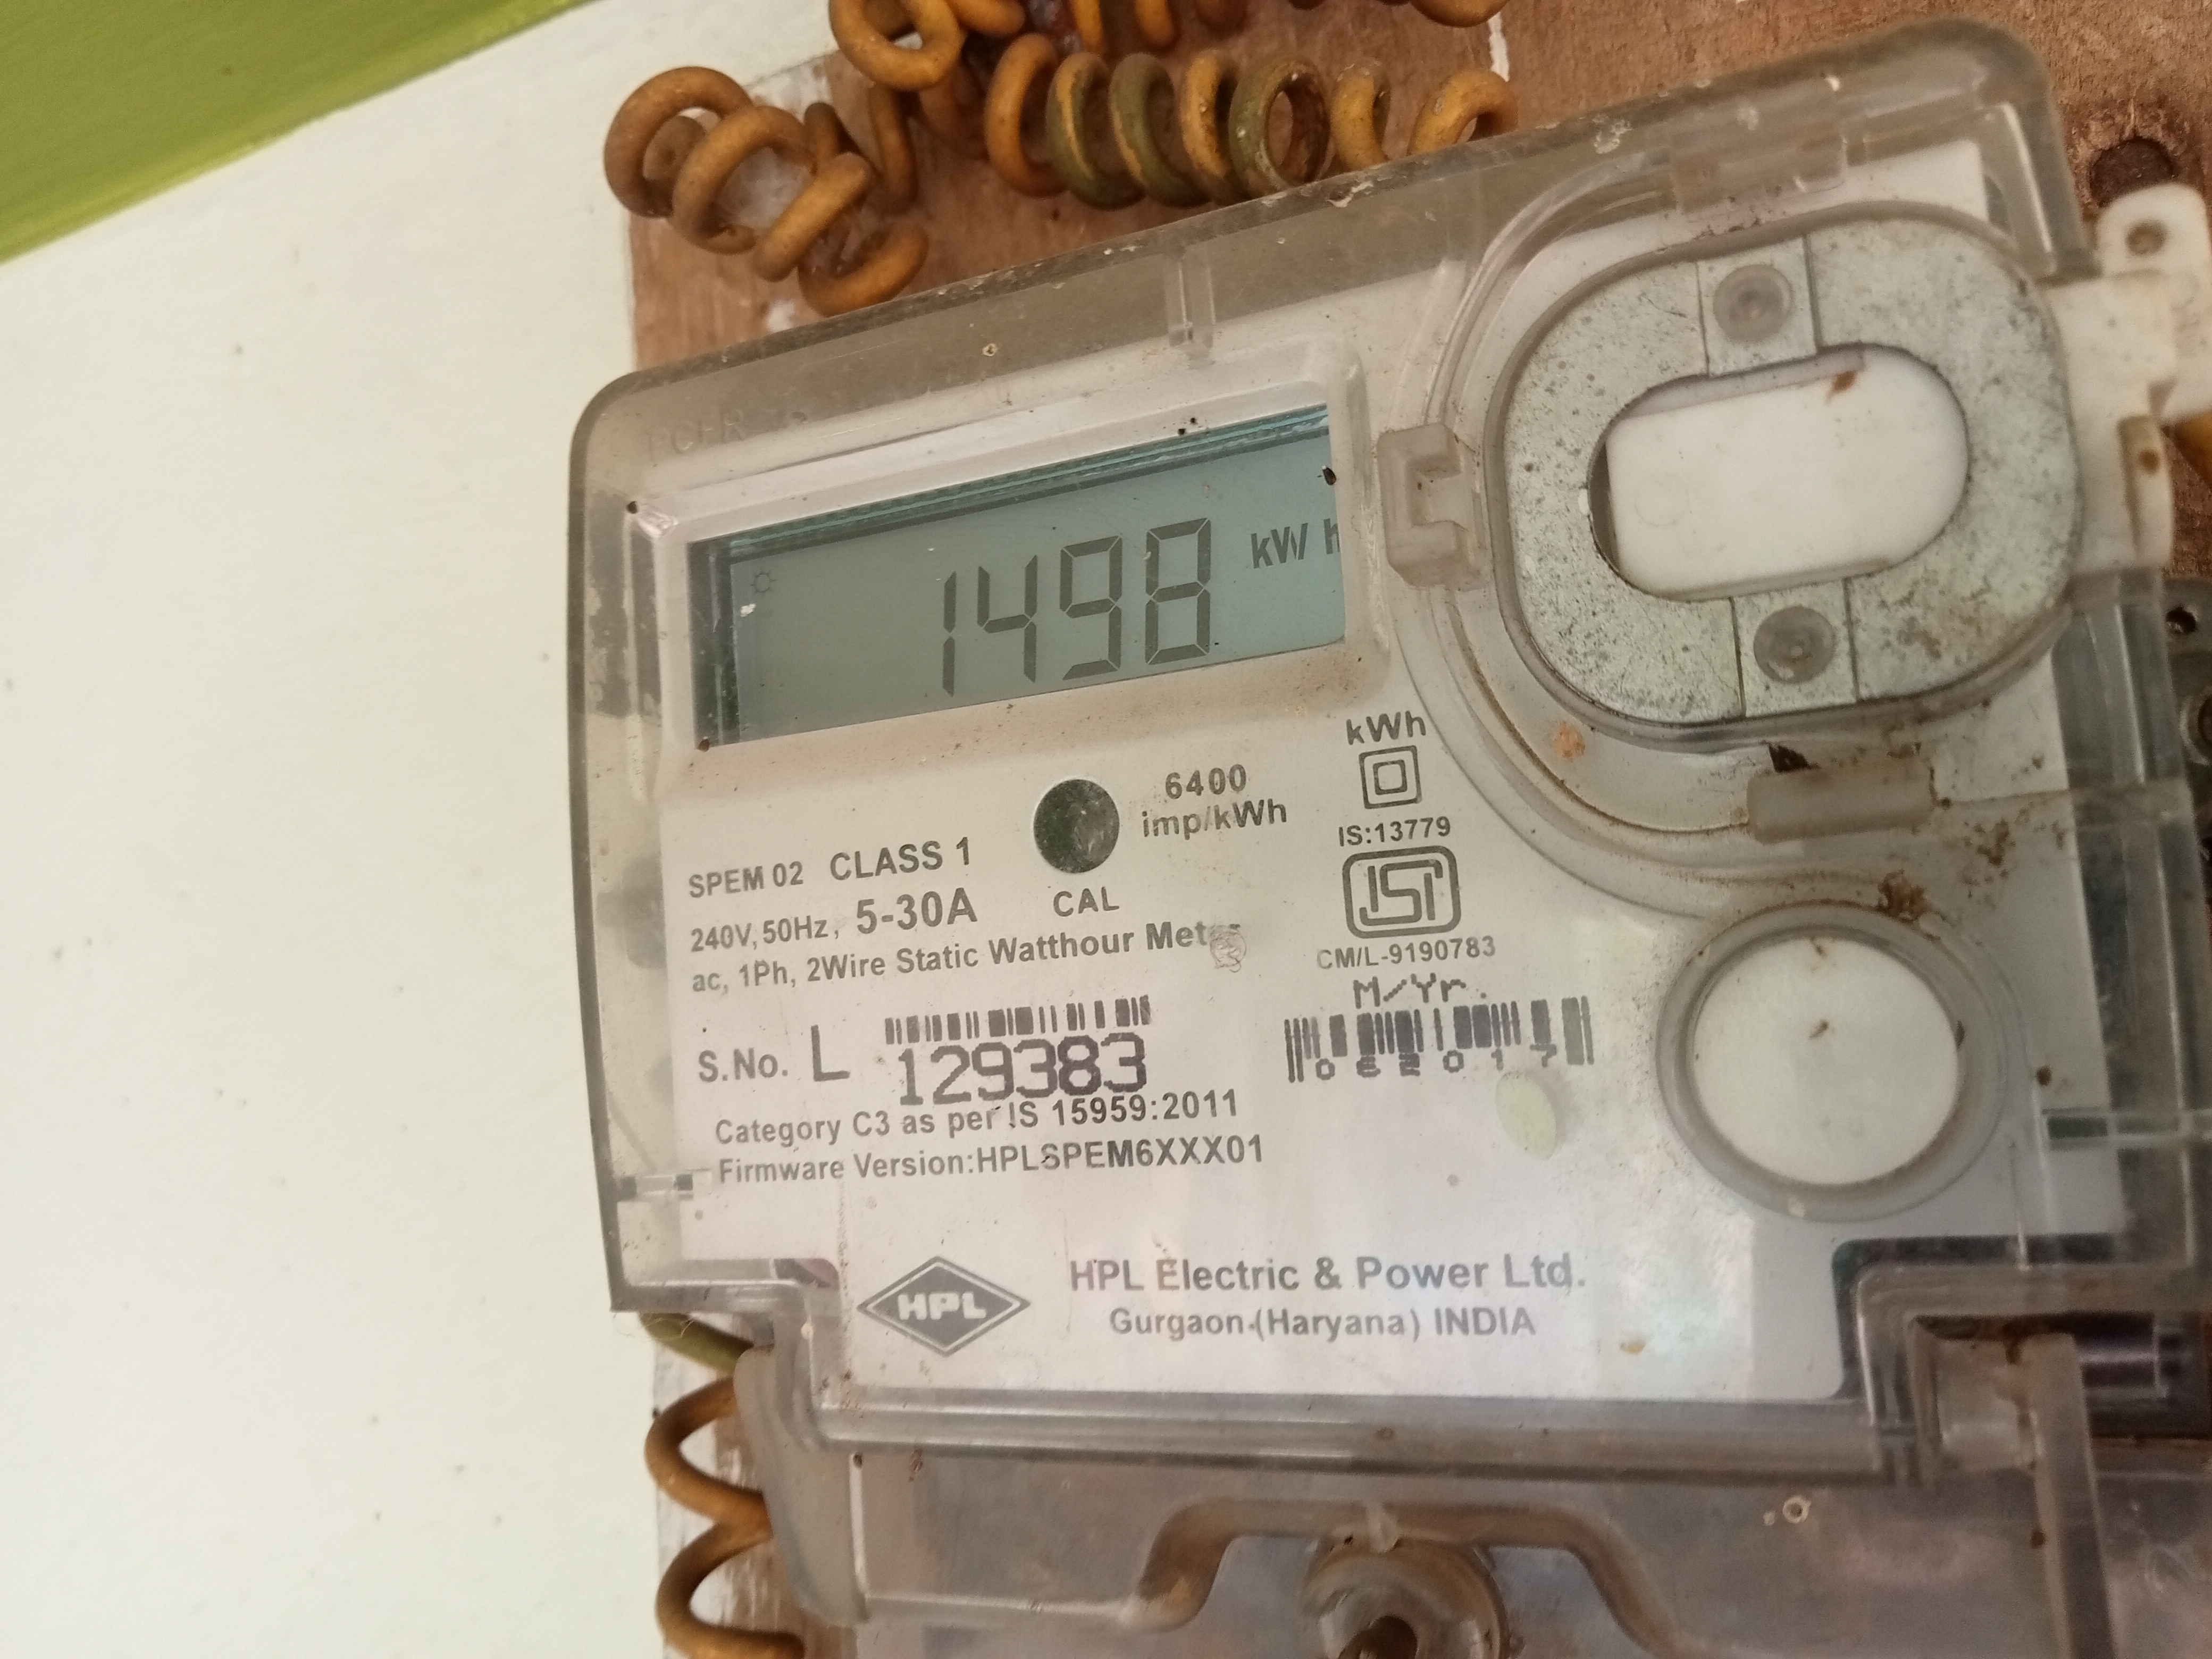 1498 kWh
kWh
6400
imp/kWh
IS:13779
SPEM 02 CLASS 1
CAL
ISI
240V, 50Hz, 5-30A
CM/L-9190783
ac, 1Ph, 2Wire Static Watthour Meter
M/Yr.
S.No. L 129383
Category C3 as per IS 15959:2011
Firmware Version:HPLSPEM6XXX01
HPL
HPL Electric & Power Ltd.
Gurgaon (Haryana) INDIA